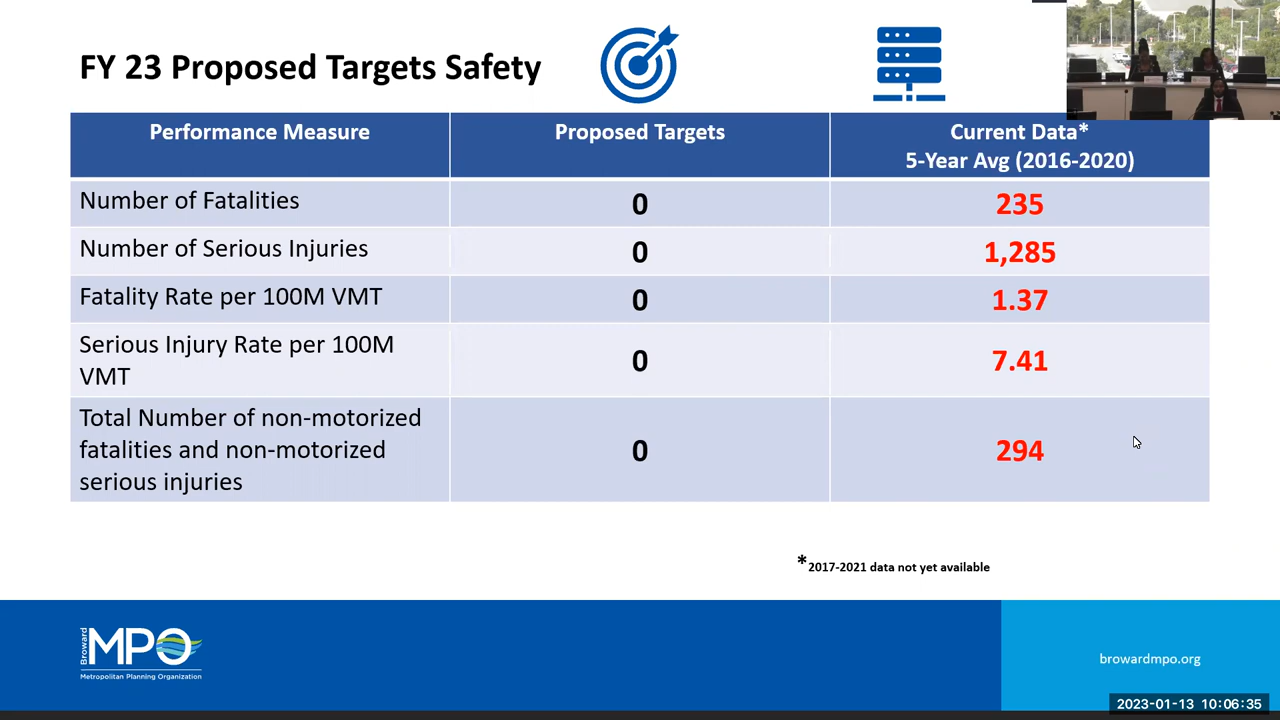 FY 23 Proposed Targets Safety
Performance Measure
Proposed Targets
Current Data*
5-Year Avg (2016-2020)
Number of Fatalities
0
235
Number of Serious Injuries
0
1,285
Fatality Rate per 100M VMT
0
1.37
Serious Injury Rate per 100M
VMT
0
7.41
Total Number of non-motorized
fatalities and non-motorized
serious injuries
0
294
*2017-2021 data not yet available
Broward
MPO
Metropolitan Planning Organization
browardmpo.org
2023-01-13 10:06:35